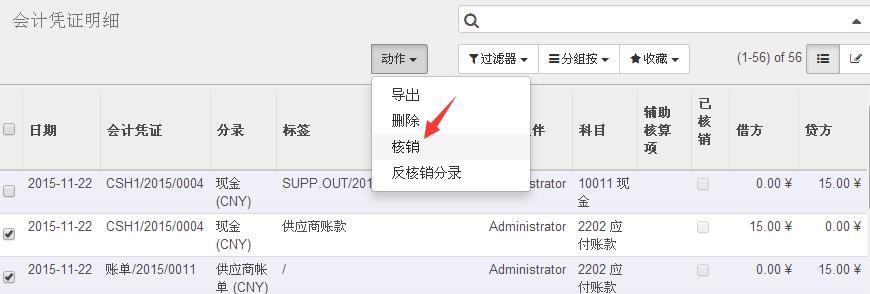 会计凭证明细
动作
过滤器
分组按
收藏
(1-56) of 56
导出
删除
核销
反核销分录
日期 会计凭证 分录 标签 件 科目 辅助核算项 已核销 借方 贷方
2015-11-22 CSH1/2015/0004 现金 SUPP.OUT/201 strator 10011 现 0.00 ¥ 15.00 ¥
(CNY) 金
2015-11-22 CSH1/2015/0004 现金 供应商账款 Administrator 2202 应 15.00 ¥ 0.00 ¥
(CNY) 付账款
2015-11-22 账单/2015/0011 供应商帐 / Administrator 2202 应 0.00 ¥ 15.00 ¥
单 (CNY) 付账款